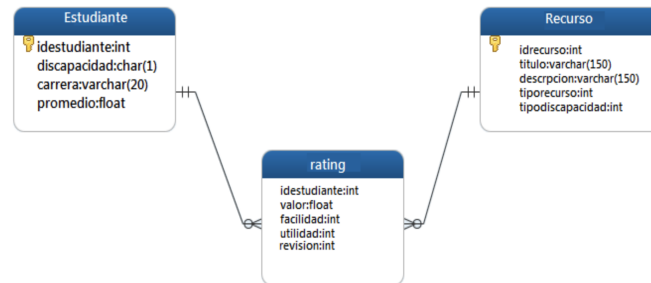 Estudiante
idestudiante:int
discapacidad:char(1)
carrera:varchar(20)
promedio:float
Recurso
idrecurso:int
titulo:varchar(150)
descrpcion:varchar(150)
tiporecurso:int
tipodiscapacidad:int
rating
idestudiante:int
valor:float
facilidad:int
utilidad:int
revision:int